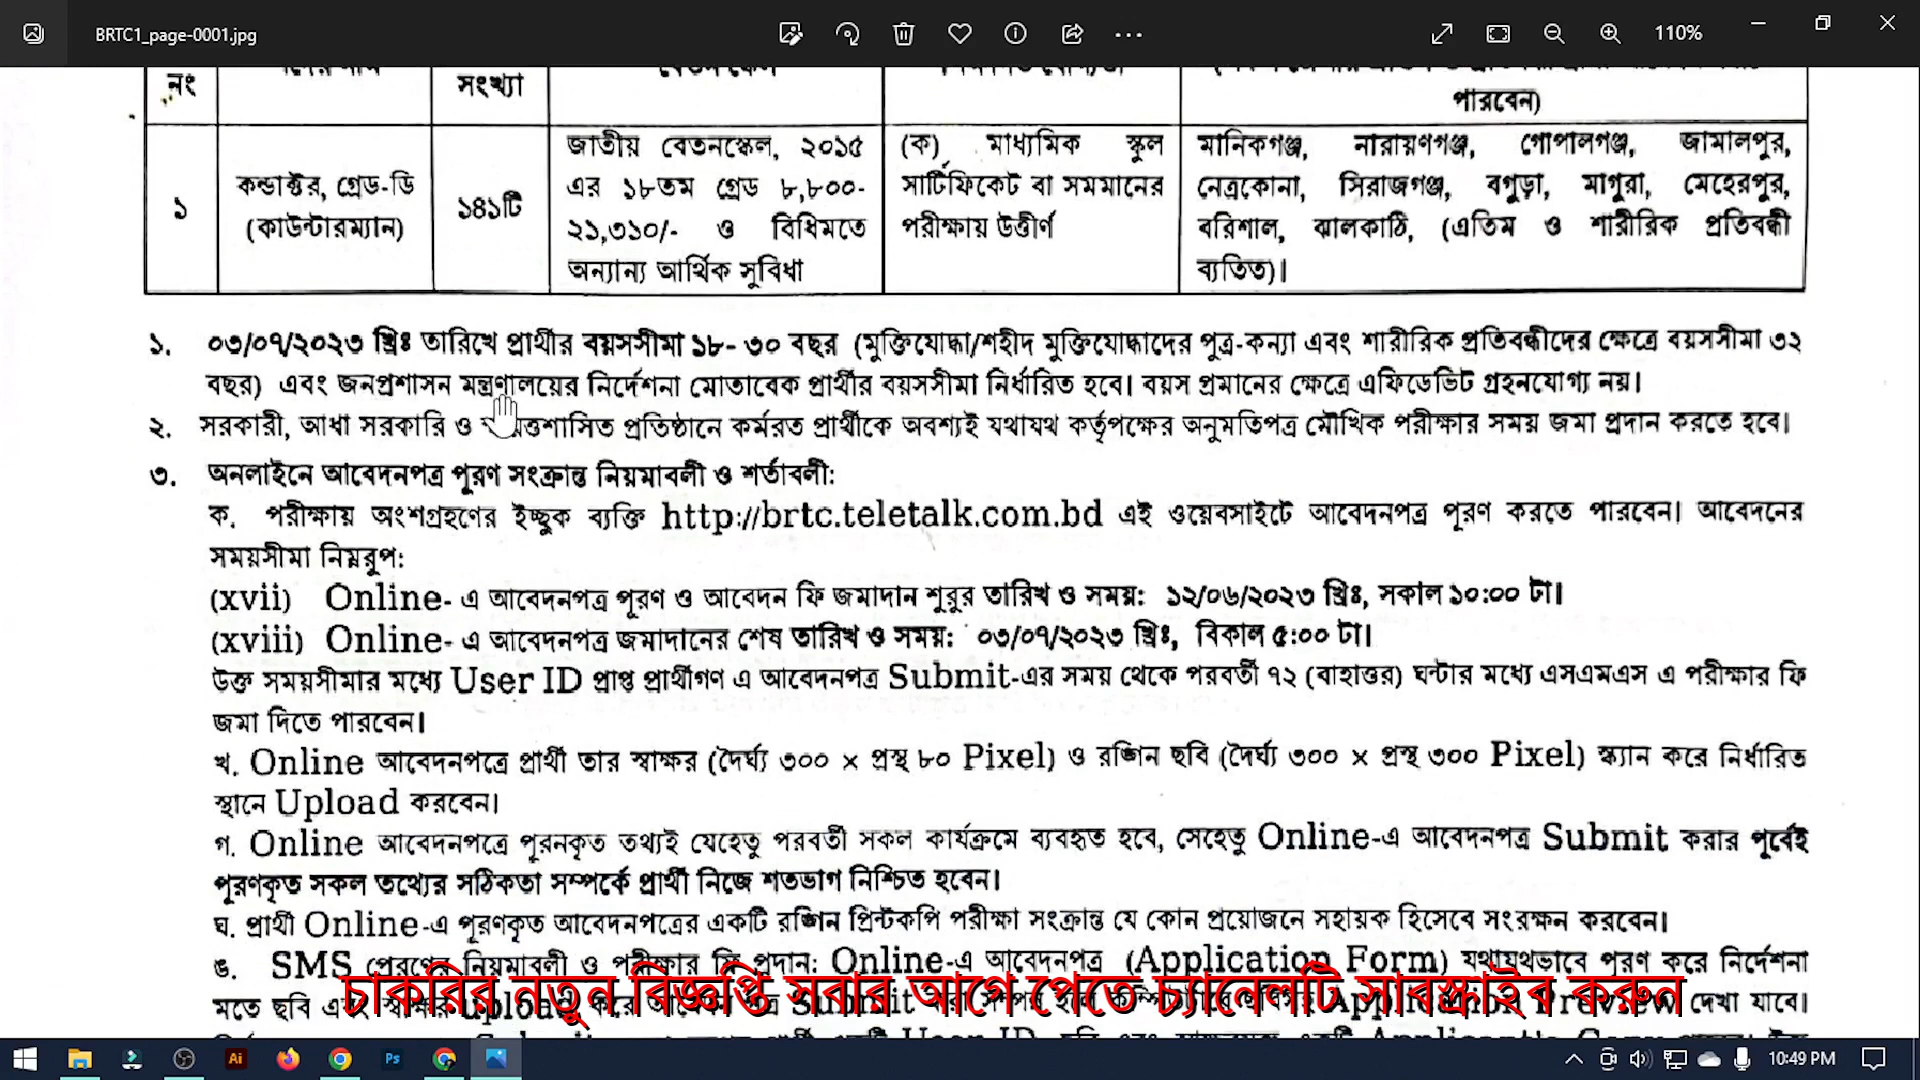 BRTC1_page-0001.jpg
110%
নং
সংখ্যা
পারবেন)
১
কন্ডাক্টর, গ্রেড-ডি
(কাউন্টারম্যান)
১৪১টি
জাতীয় বেতনস্কেল, ২০১৫
এর ১৮তম গ্রেড ৮,৮০০-
২১,৩১০/- ও বিধিমতে
অন্যান্য আর্থিক সুবিধা
(ক) মাধ্যমিক স্কুল
সার্টিফিকেট বা সমমানের
পরীক্ষায় উত্তীর্ণ
মানিকগঞ্জ, নারায়ণগঞ্জ, গোপালগঞ্জ, জামালপুর,
নেত্রকোনা, সিরাজগঞ্জ, বগুড়া, মাগুরা, মেহেরপুর,
বরিশাল, ঝালকাঠি, (এতিম ও শারীরিক প্রতিবন্ধী
ব্যতিত)।
১. ০৩/০৭/২০২৩ খ্রিঃ তারিখে প্রার্থীর বয়সসীমা ১৮- ৩০ বছর (মুক্তিযোদ্ধা/শহীদ মুক্তিযোদ্ধাদের পুত্র-কন্যা এবং শারীরিক প্রতিবন্ধীদের ক্ষেত্রে বয়সসীমা ৩২
বছর) এবং জনপ্রশাসন মন্ত্রণালয়ের নির্দেশনা মোতাবেক প্রার্থীর বয়সসীমা নির্ধারিত হবে। বয়স প্রমানের ক্ষেত্রে এফিডেভিট গ্রহনযোগ্য নয়।
২. সরকারী, আধা সরকারি ও প্রতিষ্ঠানে কর্মরত প্রার্থীকে অবশ্যই যথাযথ কর্তৃপক্ষের অনুমতিপত্র মৌখিক পরীক্ষার সময় জমা প্রদান করতে হবে।
৩. অনলাইনে আবেদনপত্র পূরণ সংক্রান্ত নিয়মাবলী ও শর্তাবলী:
ক. পরীক্ষায় অংশগ্রহণের ইচ্ছুক ব্যক্তি http://brtc.teletalk.com.bd এই ওয়েবসাইটে আবেদনপত্র পূরণ করতে পারবেন। আবেদনের
সময়সীমা নিম্নরুপ:
(xvii) Online- এ আবেদনপত্র পূরণ ও আবেদন ফি জমাদান শুরুর তারিখ ও সময়: ১২/০৬/২০২৩ খ্রিঃ, সকাল ১০:০০ টা।
(xviii) Online- এ আবেদনপত্র জমাদানের শেষ তারিখ ও সময়: ০৩/০৭/২০২৩ খ্রিঃ, বিকাল ৫:০০ টা।
উক্ত সময়সীমার মধ্যে User ID প্রাপ্ত প্রার্থীগণ এ আবেদনপত্র Submit-এর সময় থেকে পরবর্তী ৭২ (বাহাত্তর) ঘন্টার মধ্যে এসএমএস এ পরীক্ষার ফি
জমা দিতে পারবেন।
খ. Online আবেদনপত্রে প্রার্থী তার স্বাক্ষর (দৈর্ঘ্য ৩০০ × প্রস্থ ৮০ Pixel) ও রঙ্গিন ছবি (দৈর্ঘ্য ৩০০ × প্রস্থ ৩০০ Pixel) স্ক্যান করে নির্ধারিত
স্থানে Upload করবেন।
গ. Online আবেদনপত্রে পূরনকৃত তথ্যই যেহেতু পরবর্তী সকল কার্যক্রমে ব্যবহৃত হবে, সেহেতু Online-এ আবেদনপত্র Submit করার পূর্বেই
পূরণকৃত সকল তথ্যের সঠিকতা সম্পর্কে প্রার্থী নিজে শতভাগ নিশ্চিত হবেন।
ঘ. প্রার্থী Online-এ পূরণকৃত আবেদনপত্রের একটি রঙ্গিন প্রিন্টকপি পরীক্ষা সংক্রান্ত যে কোন প্রয়োজনে সহায়ক হিসেবে সংরক্ষন করবেন।
ঙ. SMS প্রেরণের নিয়মাবলী ও পরীক্ষার ফি প্রদান: Online-এ আবেদনপত্র (Application Form) যথাযথভাবে পূরণ করে নির্দেশনা
মতে ছবি এবং upload করে Submit Application Preview দেখা যাবে।
চাকরির নতুন বিজ্ঞপ্তি সবার আগে পেতে চ্যানেলটি সাবস্ক্রাইব করুন
10:49 PM